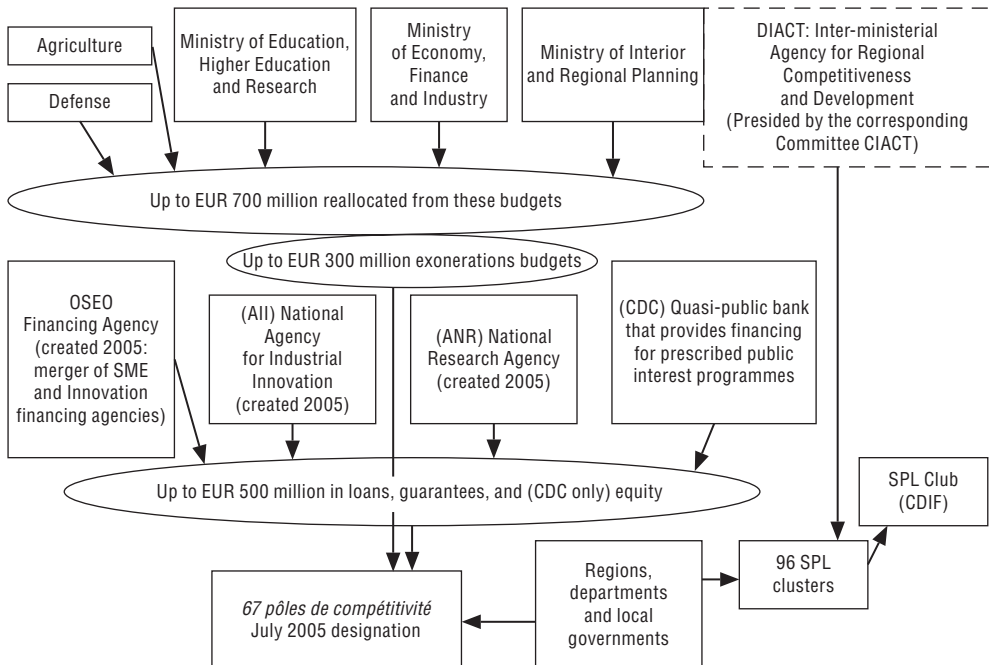 Agriculture
Defense
Ministry of Education,
Higher Education
and Research
Ministry
of Economy,
Finance
and Industry
Ministry of Interior
and Regional Planning
DIACT: Inter-ministerial
Agency for Regional
Competitiveness
and Development
(Presided by the corresponding
Committee CIACT)
Up to EUR 700 million reallocated from these budgets
Up to EUR 300 million exonerations budgets
OSEO
Financing Agency
(created 2005:
merger of SME
and Innovation
financing agencies)
(AII) National
Agency
for Industrial
Innovation
(created 2005)
(ANR) National
Research Agency
(created 2005)
(CDC) Quasi-public bank
that provides financing
for prescribed public
interest programmes
Up to EUR 500 million in loans, guarantees, and (CDC only) equity
SPL Club
(CDIF)
67 pôles de compétitivité
July 2005 designation
Regions,
departments
and local
governments
96 SPL
clusters